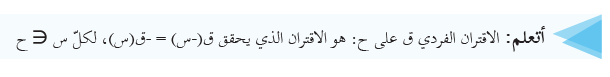 أتعلم: الاقتران الفردي ق على ح: هو الاقتران الذي يحقق ق(-س) = -ق(س)، لكلّ س ∋ ح